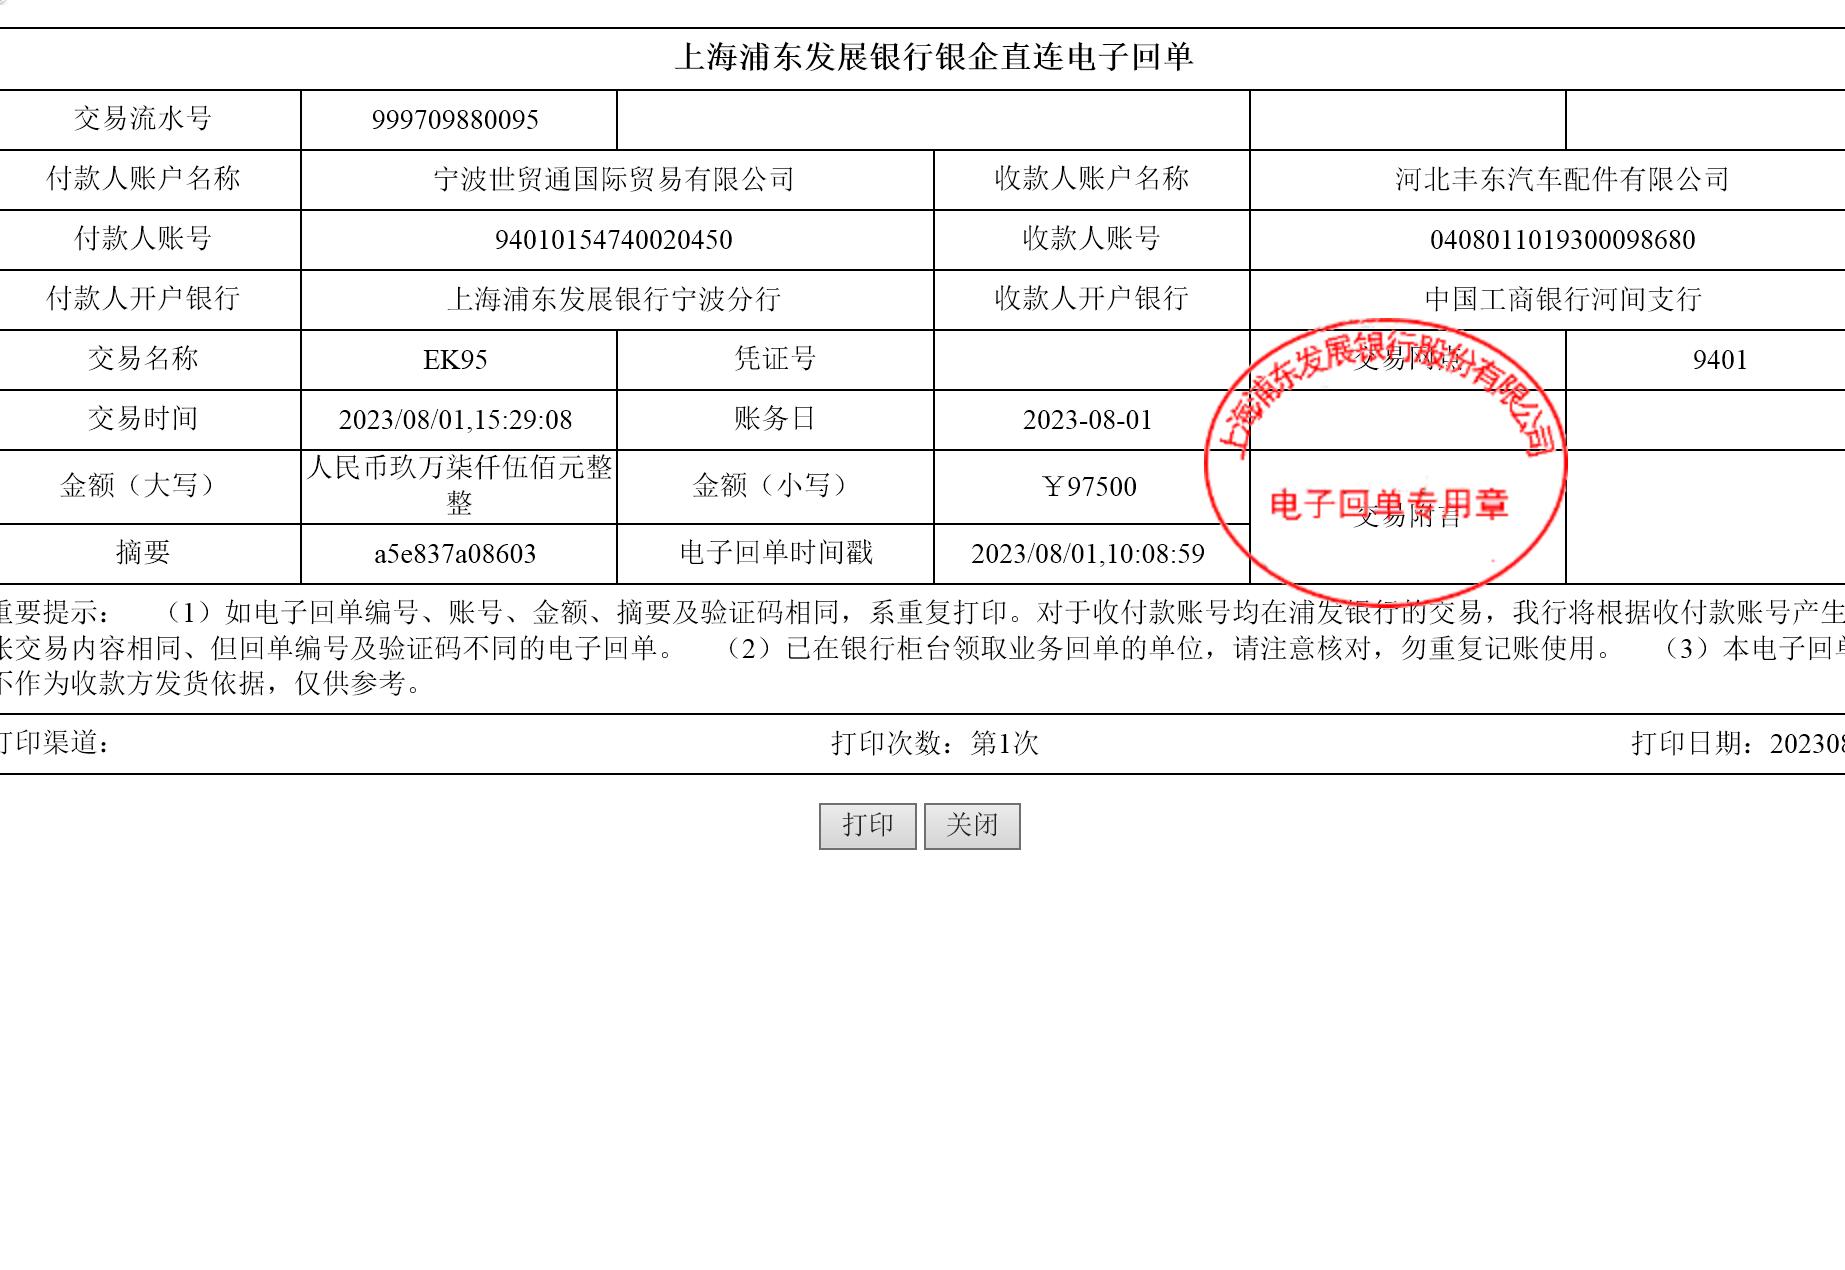 上海浦东发展银行银企直连电子回单
交易流水号 999709880095
付款人账户名称 宁波世贸通国际贸易有限公司 收款人账户名称 河北丰东汽车配件有限公司
付款人账号 94010154740020450 收款人账号 0408011019300098680
付款人开户银行 上海浦东发展银行宁波分行 收款人开户银行 中国工商银行河间支行
交易名称 EK95 凭证号 交易网点 9401
交易时间 2023/08/01,15:29:08 账务日 2023-08-01
金额（大写） 人民币玖万柒仟伍佰元整
整 金额（小写） ￥97500 交易附言
摘要 a5e837a08603 电子回单时间戳 2023/08/01,10:08:59
上海浦东发展银行股份有限公司
电子回单专用章
重要提示： （1）如电子回单编号、账号、金额、摘要及验证码相同，系重复打印。对于收付款账号均在浦发银行的交易，我行将根据收付款账号产生
张交易内容相同、但回单编号及验证码不同的电子回单。 （2）已在银行柜台领取业务回单的单位，请注意核对，勿重复记账使用。 （3）本电子回单
不作为收款方发货依据，仅供参考。
打印渠道： 打印次数：第1次 打印日期：202308
打印 关闭